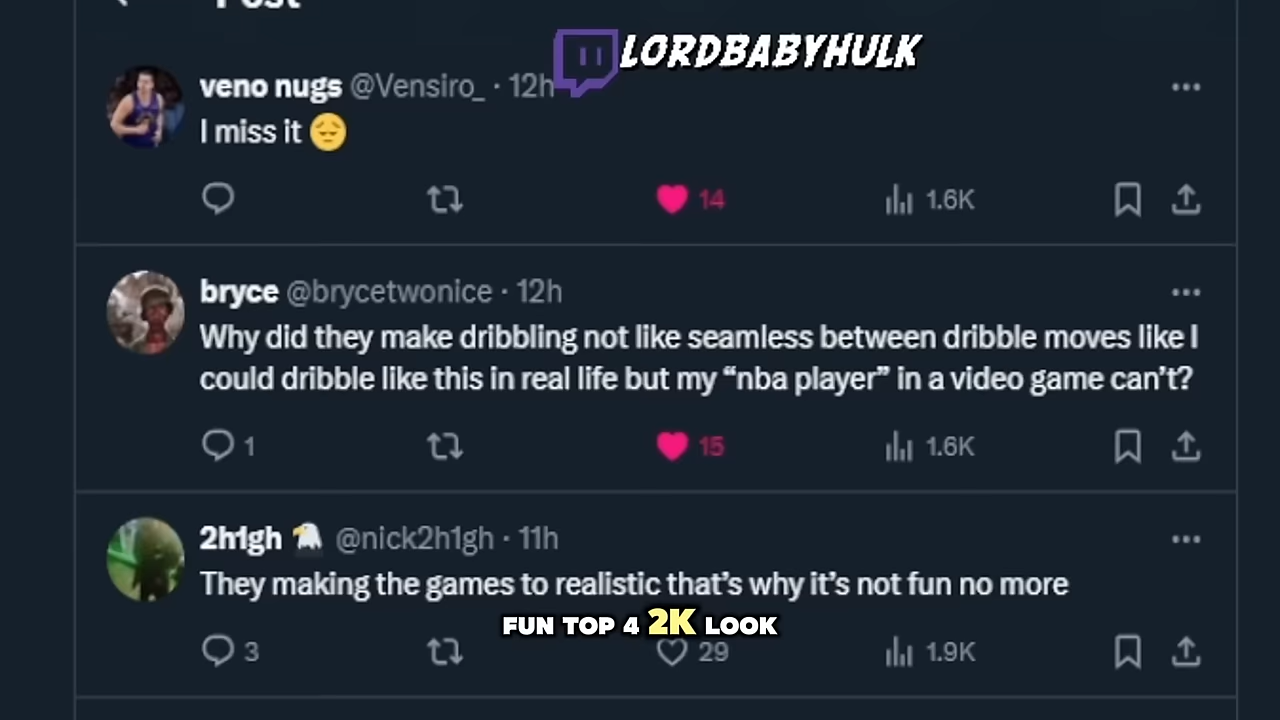 Post
LORDBABYHULK
veno nugs @Vensiro_ · 12h
I miss it 😔
14 1.6K
bryce @brycetwonice · 12h
Why did they make dribbling not like seamless between dribble moves like I
could dribble like this in real life but my “nba player” in a video game can’t?
1 15 1.6K
2h1gh 🦅 @nick2h1gh · 11h
They making the games to realistic that’s why it’s not fun no more
FUN TOP 4 2K LOOK
3 29 1.9K